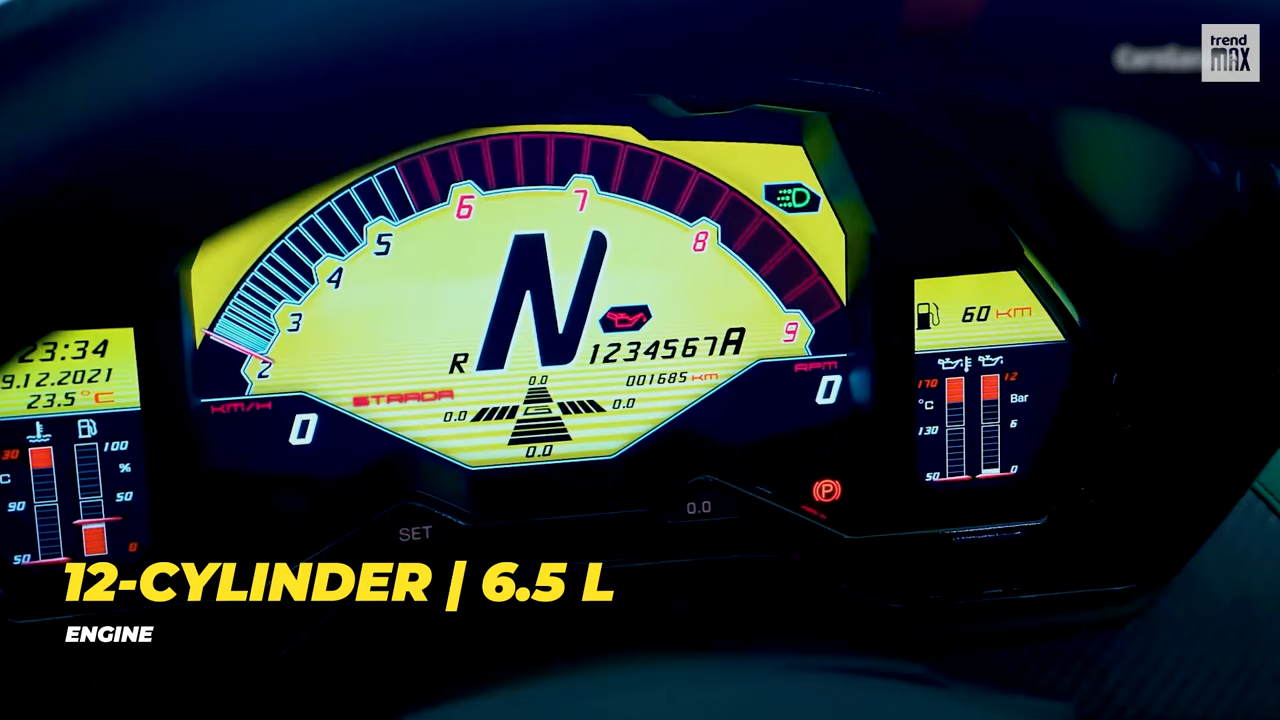 trend
MAX
6
7
5
8
4
3
9
2
N
R
1234567A
001685 KM
RPM
0
KM/H
0
STRADA
0.0
0.0
0.0
0.0
23:34
9.12.2021
23.5°C
30
C
90
50
100
%
50
0
60 KM
170
°C
130
50
12
Bar
6
0
P
SET
0.0
12-CYLINDER | 6.5 L
ENGINE